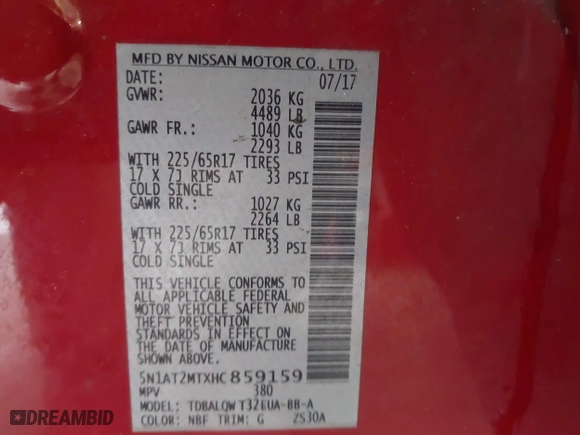 MFD BY NISSAN MOTOR CO., LTD.
DATE: 07/17
GVWR: 2036 KG
4489 LB
GAWR FR.: 1040 KG
2293 LB
WITH 225/65R17 TIRES
17 X 7J RIMS AT 33 PSI
COLD SINGLE
GAWR RR.: 1027 KG
2264 LB
WITH 225/65R17 TIRES
17 X 7J RIMS AT 33 PSI
COLD SINGLE
THIS VEHICLE CONFORMS TO
ALL APPLICABLE FEDERAL
MOTOR VEHICLE SAFETY AND
THEFT PREVENTION
STANDARDS IN EFFECT ON
THE DATE OF MANUFACTURE
SHOWN ABOVE.
5N1AT2MTXHC859159
MPV 380
MODEL: TDBALQW T32EUA-BB-A
COLOR: NBF TRIM: G 2S30A
DREAMBID